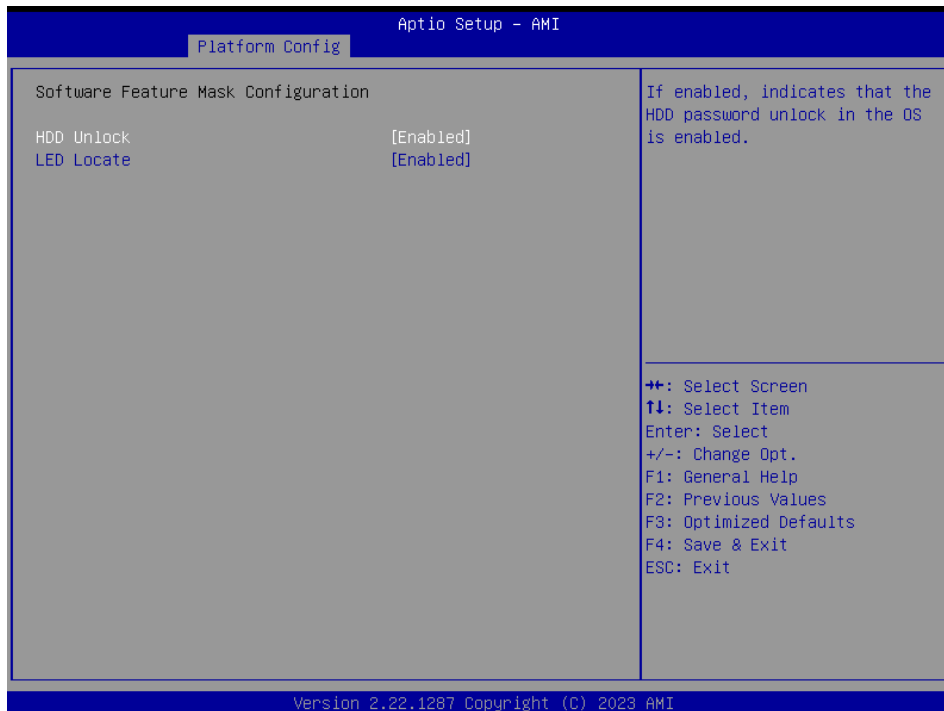 Aptio Setup – AMI
Platform Config
Software Feature Mask Configuration
HDD Unlock [Enabled]
LED Locate [Enabled]
If enabled, indicates that the
HDD password unlock in the OS
is enabled.
→←: Select Screen
↑↓: Select Item
Enter: Select
+/-: Change Opt.
F1: General Help
F2: Previous Values
F3: Optimized Defaults
F4: Save & Exit
ESC: Exit
Version 2.22.1287 Copyright (C) 2023 AMI